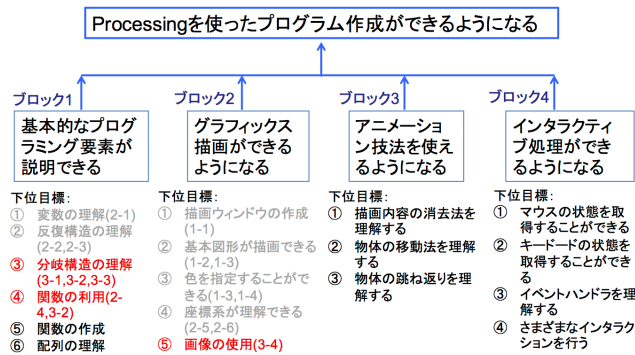 Processingを使ったプログラム作成ができるようになる
ブロック1
基本的なプログ
ラミング要素が
説明できる
下位目標:
① 変数の理解(2-1)
② 反復構造の理解
(2-2,2-3)
③ 分岐構造の理解
(3-1,3-2,3-3)
④ 関数の利用(2-
4,3-2)
⑤ 関数の作成
⑥ 配列の理解
ブロック2
グラフィックス
描画ができる
ようになる
下位目標:
① 描画ウィンドウの作成
(1-1)
② 基本図形が描画できる
(1-2,1-3)
③ 色を指定することがで
きる(1-3,1-4)
④ 座標系が理解できる
(2-5,2-6)
⑤ 画像の使用(3-4)
ブロック3
アニメーショ
ン技法を使え
るようになる
下位目標:
① 描画内容の消去法を
理解する
② 物体の移動法を理解
する
③ 物体の跳ね返りを理
解する
ブロック4
インタラクティ
ブ処理ができ
るようになる
下位目標:
① マウスの状態を取
得することができる
② キードードの状態
を取得することができ
る
③ イベントハンドラを理
解する
④ さまざまなインタラ
クションを行う